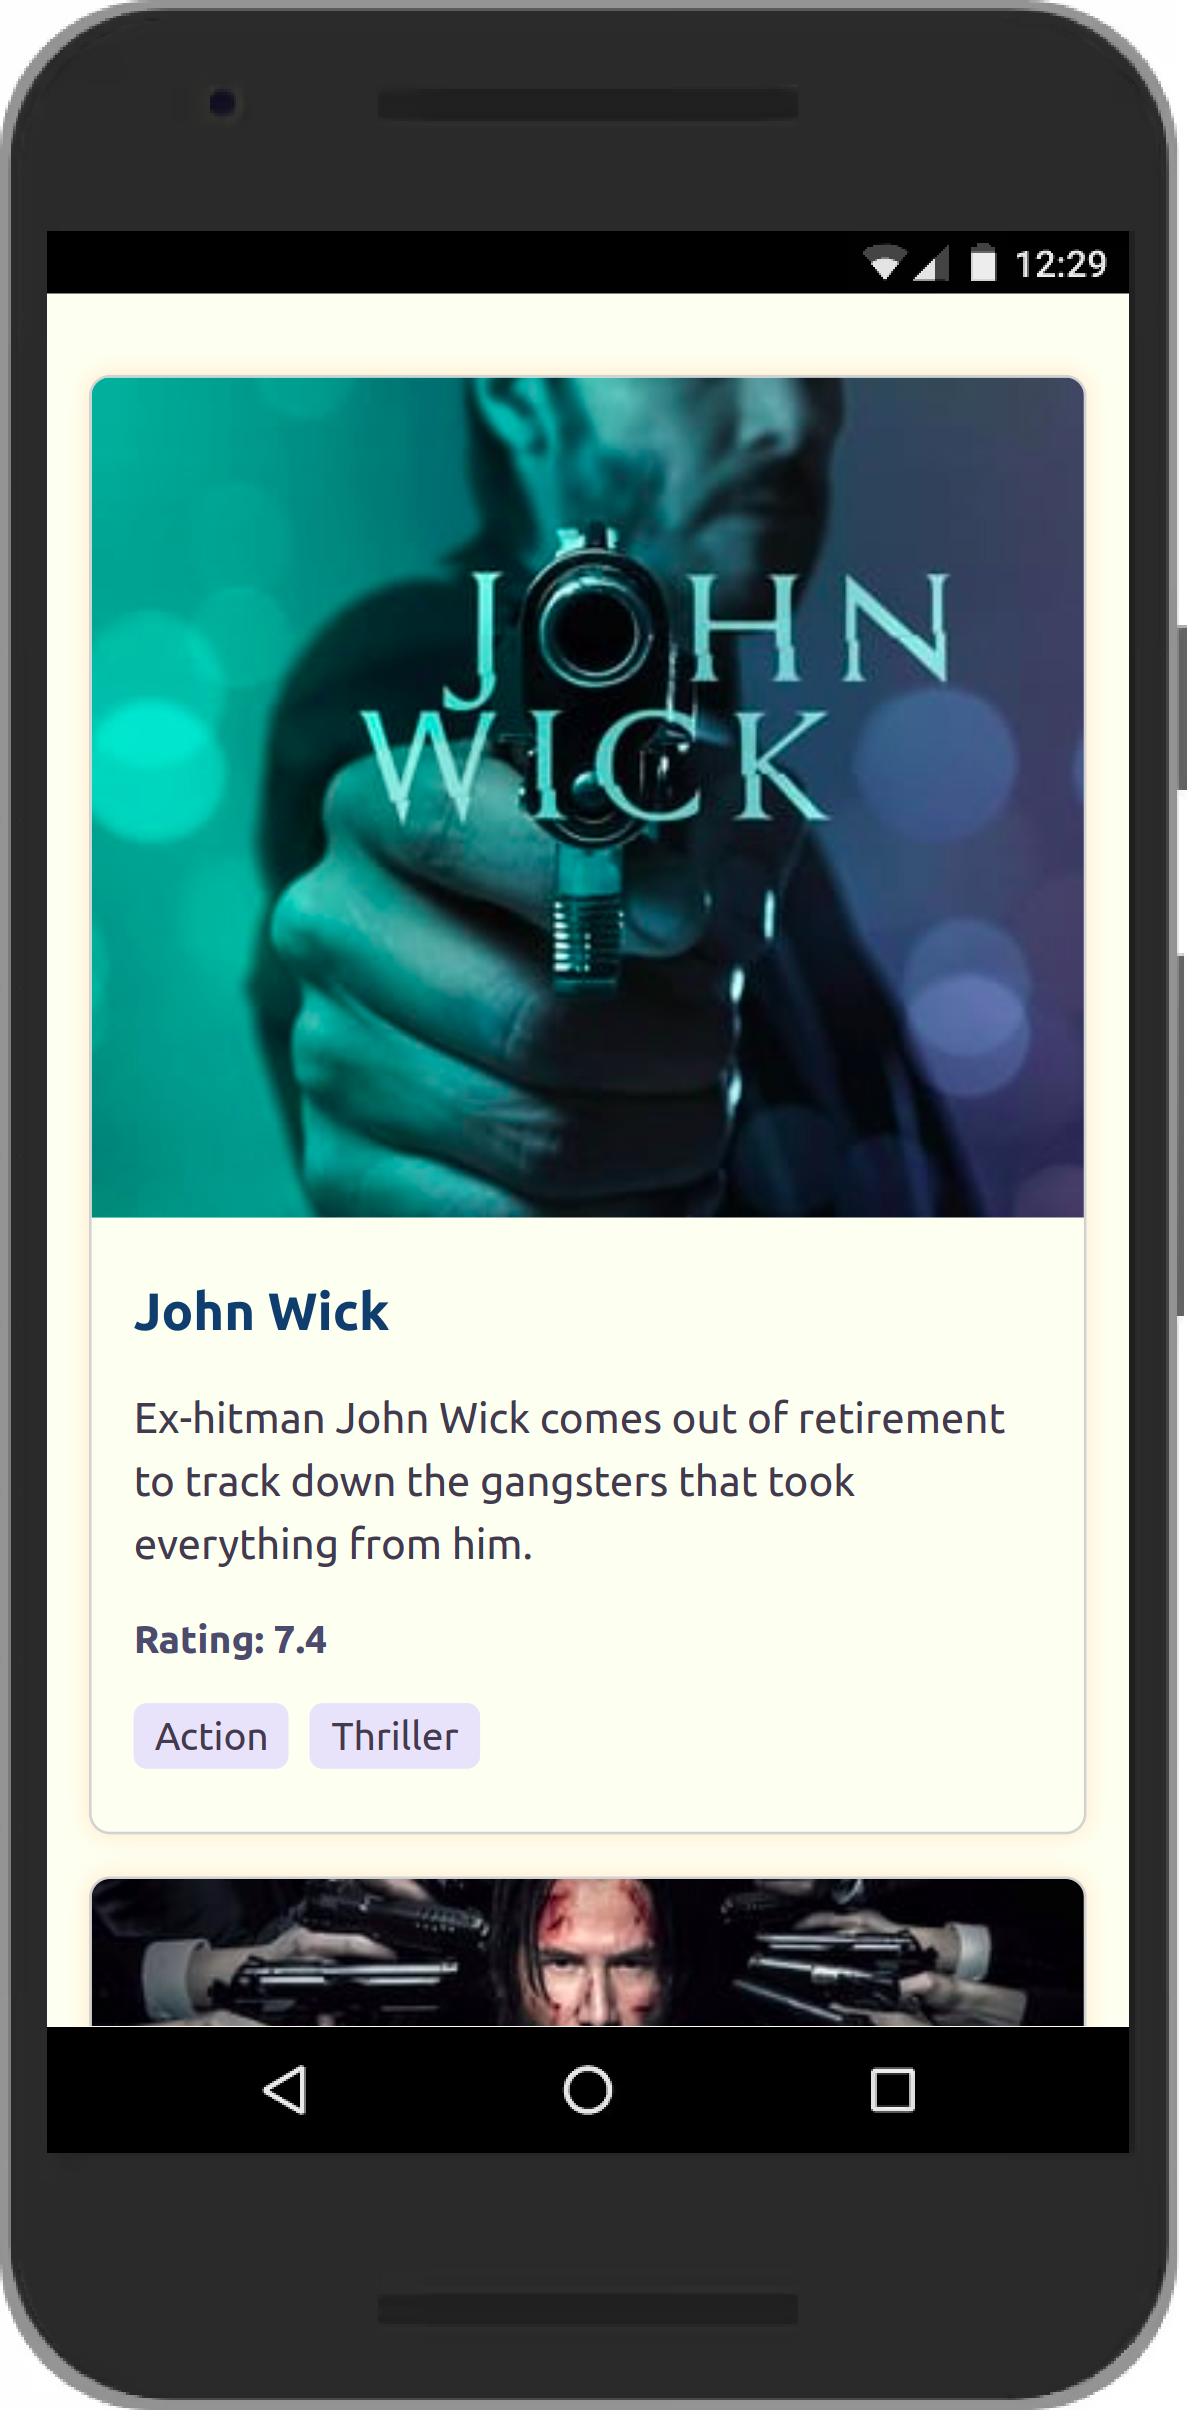 12:29
JOHN
WICK
John Wick
Ex-hitman John Wick comes out of retirement
to track down the gangsters that took
everything from him.
Rating: 7.4
Action Thriller